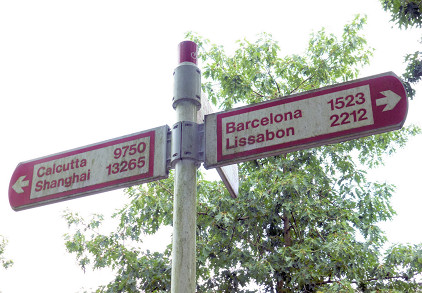 Calcutta 9750
Shanghai 13265
Barcelona 1523
Lissabon 2212